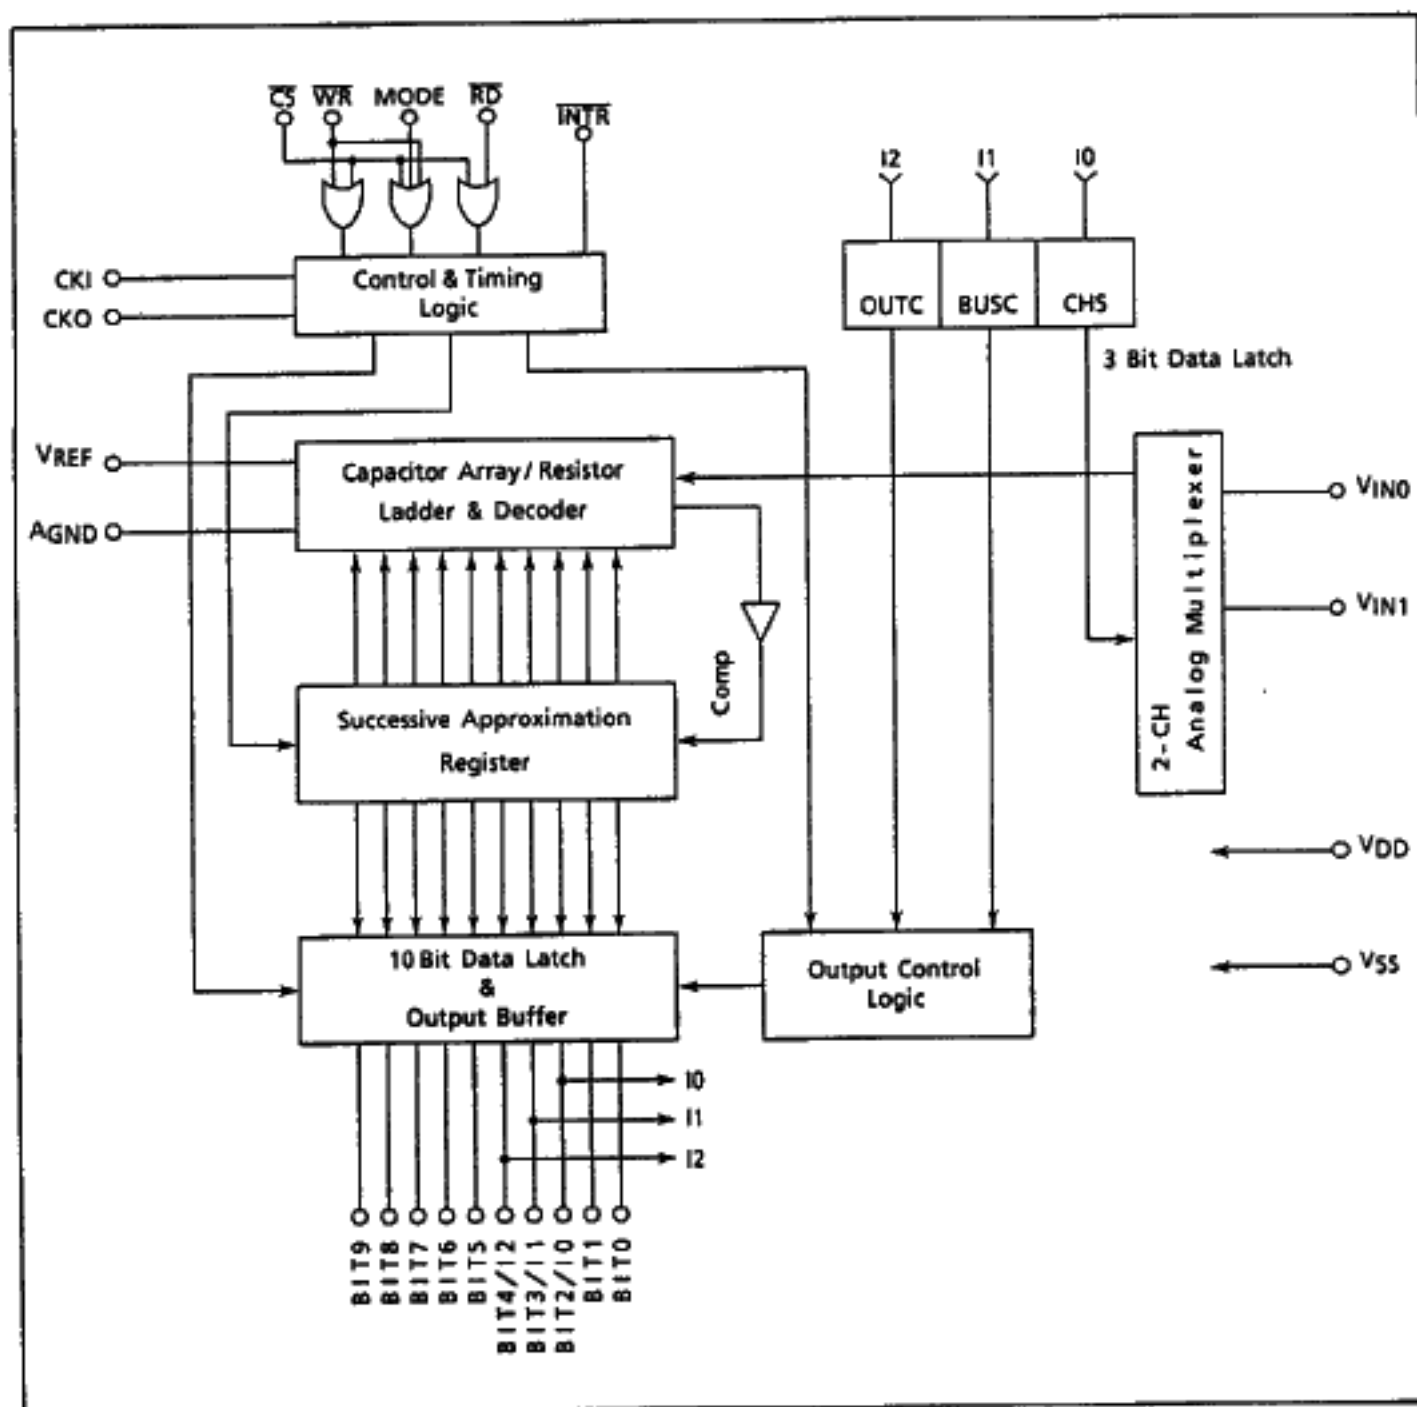 CS WR MODE RD INTR
I2 I1 I0
CKI
CKO
Control & Timing
Logic
OUTC BUSC CHS
3 Bit Data Latch
VREF
AGND
Capacitor Array / Resistor
Ladder & Decoder
2-CH
Analog Multiplexer
VIN0
VIN1
Comp
Successive Approximation
Register
VDD
VSS
10 Bit Data Latch
&
Output Buffer
Output Control
Logic
I0
I1
I2
BIT9
BIT8
BIT7
BIT6
BIT5
BIT4/I2
BIT3/I1
BIT2/I0
BIT1
BIT0